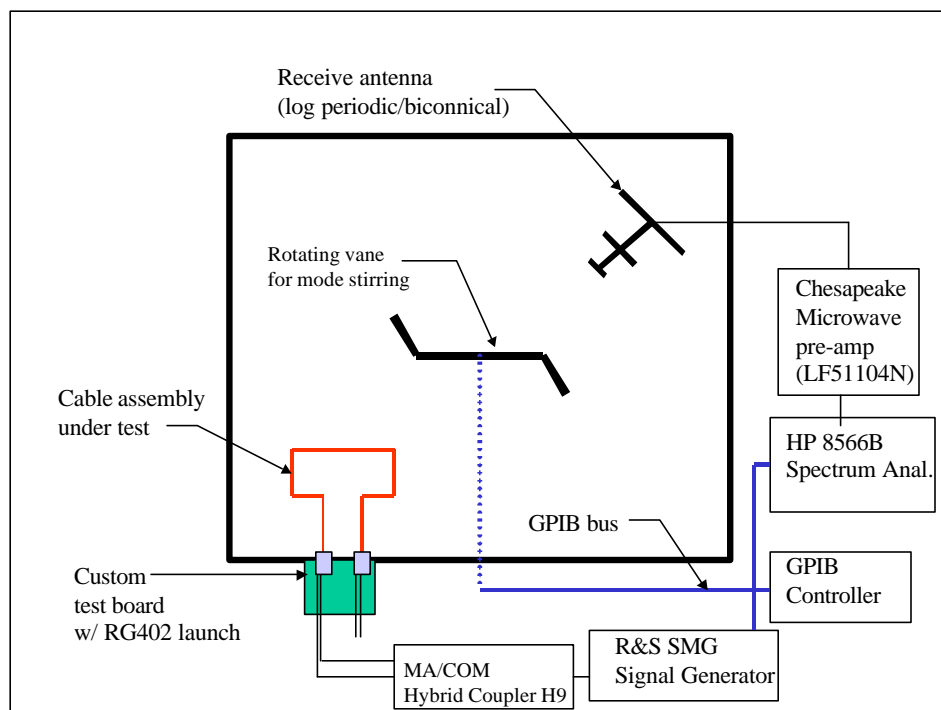 Receive antenna
(log periodic/biconnical)
Rotating vane
for mode stirring
Chesapeake
Microwave
pre-amp
(LF51104N)
Cable assembly
under test
HP 8566B
Spectrum Anal.
GPIB bus
GPIB
Controller
Custom
test board
w/ RG402 launch
R&S SMG
Signal Generator
MA/COM
Hybrid Coupler H9